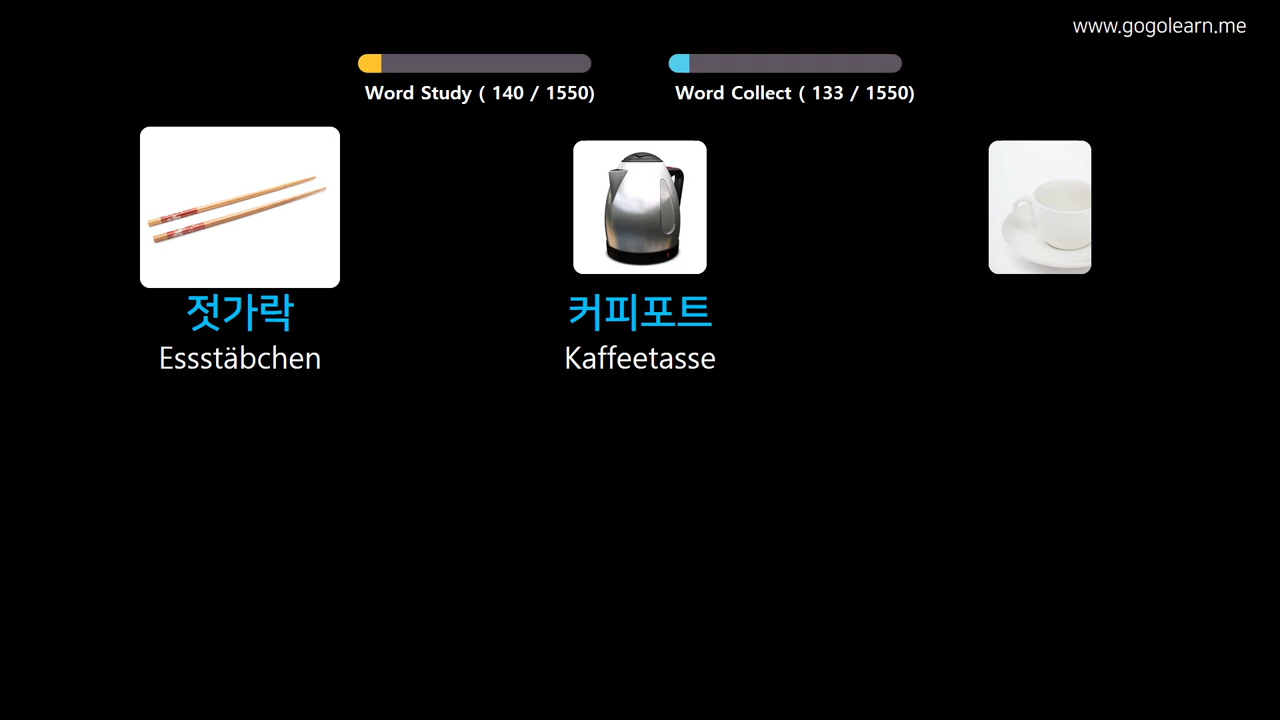 www.gogolearn.me
Word Study ( 140 / 1550)
Word Collect ( 133 / 1550)
젓가락
Essstäbchen
커피포트
Kaffeetasse